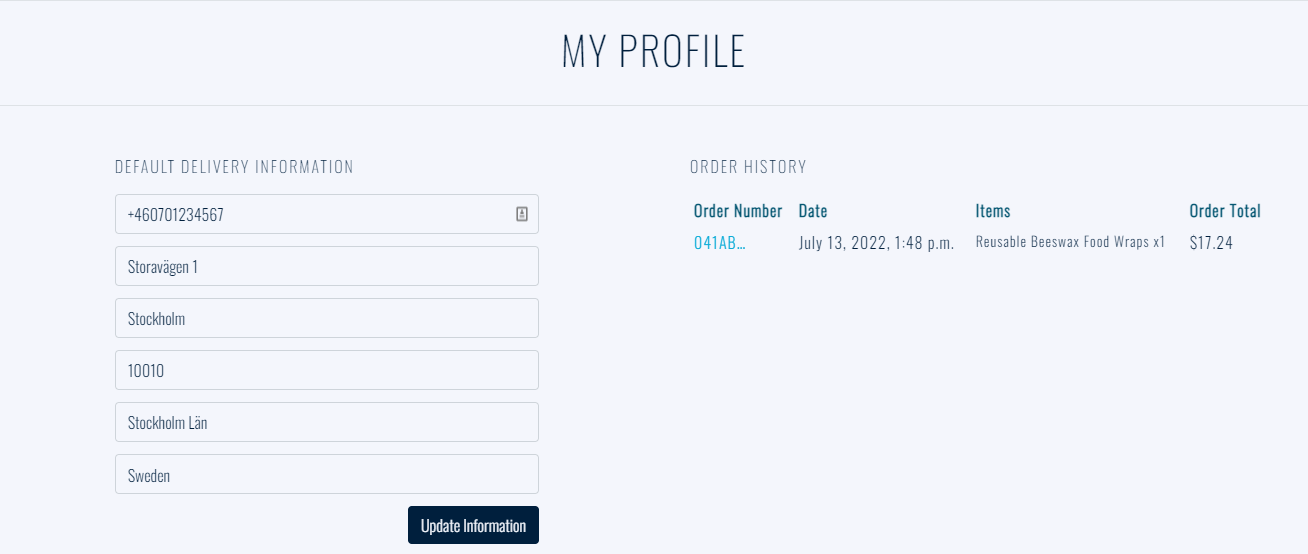 MY PROFILE
DEFAULT DELIVERY INFORMATION
+460701234567
Storavägen 1
Stockholm
10010
Stockholm Län
Sweden
Update Information
ORDER HISTORY
Order Number Date Items Order Total
041AB... July 13, 2022, 1:48 p.m. Reusable Beeswax Food Wraps x1 $17.24